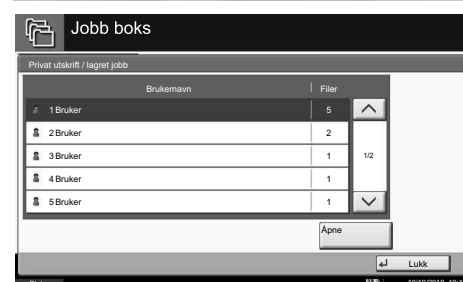 Jobb boks
Privat utskrift / lagret jobb
Brukernavn Filer
1 Bruker 5
2 Bruker 2
3 Bruker 1
1/2
4 Bruker 1
5 Bruker 1
Åpne
Lukk